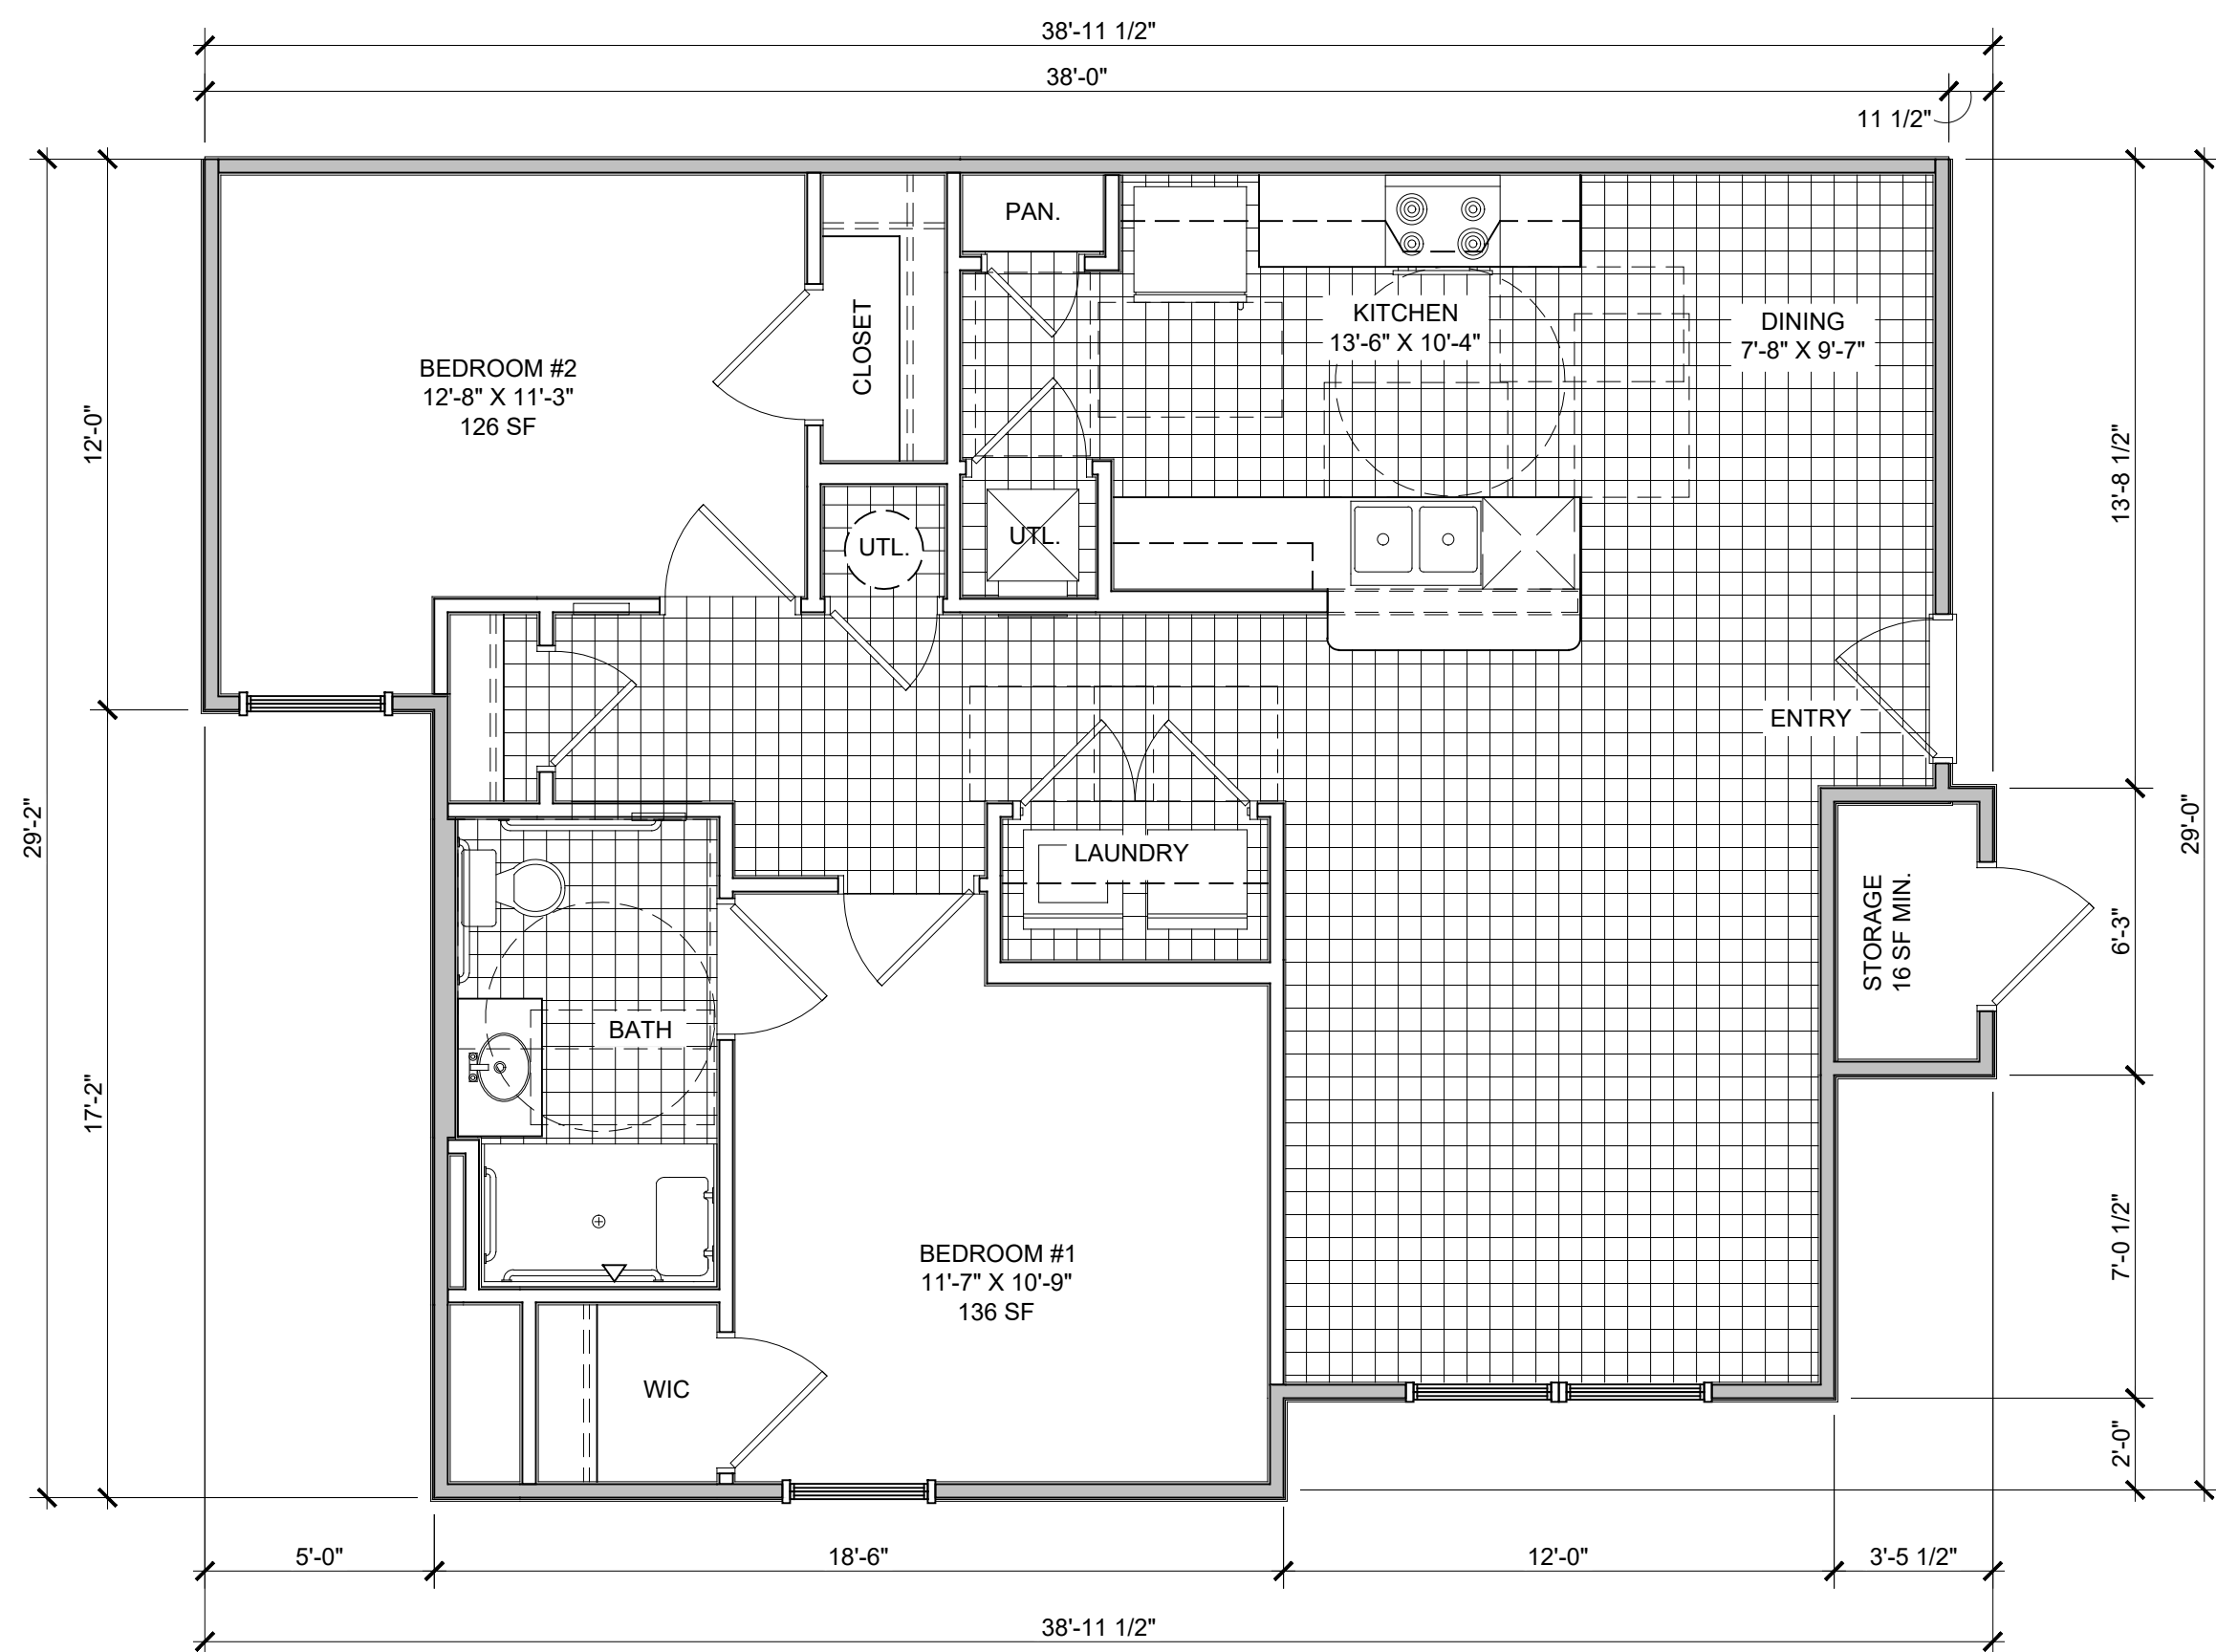 38'-11 1/2"
38'-0"
11 1/2"
PAN.
KITCHEN
13'-6" X 10'-4"
DINING
7'-8" X 9'-7"
BEDROOM #2
12'-8" X 11'-3"
126 SF
CLOSET
12'-0"
13'-8 1/2"
UTL.
UTL.
ENTRY
29'-2"
29'-0"
LAUNDRY
STORAGE
16 SF MIN.
6'-3"
BATH
17'-2"
7'-0 1/2"
BEDROOM #1
11'-7" X 10'-9"
136 SF
WIC
2'-0"
5'-0"
18'-6"
12'-0"
3'-5 1/2"
38'-11 1/2"